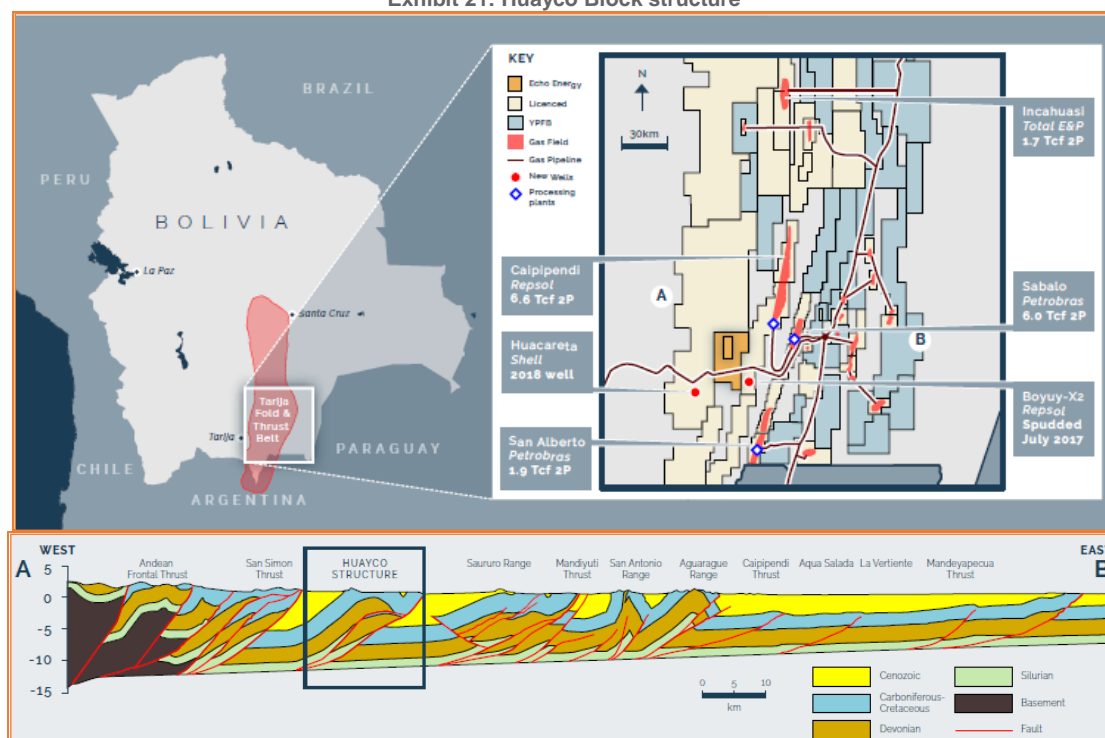 Exhibit 21: Huayco Block structure
BRAZIL
PERU
BOLIVIA
La Paz
Santa Cruz
Tarija
Fold &
Thrust
Belt
Tarija
PARAGUAY
CHILE
ARGENTINA
KEY
Echo Energy
Licenced
YPFB
Gas Field
Gas Pipeline
New Wells
Processing
plants
N
30km
Incahuasi
Total E&P
1.7 Tcf 2P
Caipipendi
Repsol
6.6 Tcf 2P
A
Sabalo
Petrobras
6.0 Tcf 2P
B
Huacareta
Shell
2018 well
Boyuy-X2
Repsol
Spudded
July 2017
San Alberto
Petrobras
1.9 Tcf 2P
WEST
EAST
A
B
5
0
-5
-10
-15
Andean
Frontal Thrust
San Simon
Thrust
HUAYCO
STRUCTURE
Saururo Range
Mandiyuti
Thrust
San Antonio
Range
Aguarague
Range
Caipipendi
Thrust
Aqua Salada
La Vertiente
Mandeyapecua
Thrust
0 5 10
km
Cenozoic
Carboniferous-
Cretaceous
Devonian
Silurian
Basement
Fault